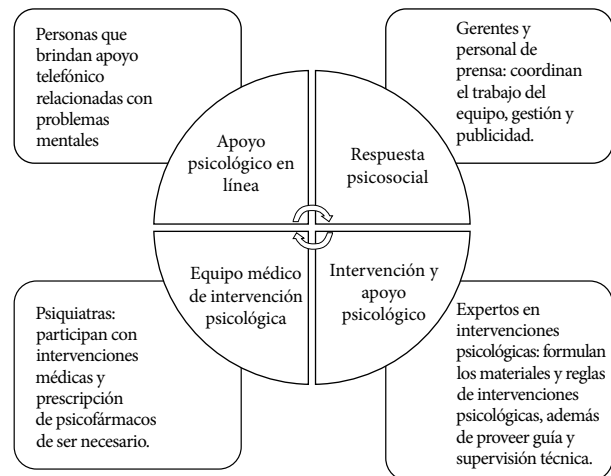 Personas que
brindan apoyo
telefónico
relacionadas con
problemas
mentales
Gerentes y
personal de
prensa: coordinan
el trabajo del
equipo, gestión y
publicidad.
Apoyo
psicológico en
línea
Respuesta
psicosocial
Equipo médico
de intervención
psicológica
Intervención y
apoyo
psicológico
Psiquiatras:
participan con
intervenciones
médicas y
prescripción
de psicofármacos
de ser necesario.
Expertos en
intervenciones
psicológicas: formulan
los materiales y reglas
de intervenciones
psicológicas, además
de proveer guía y
supervisión técnica.